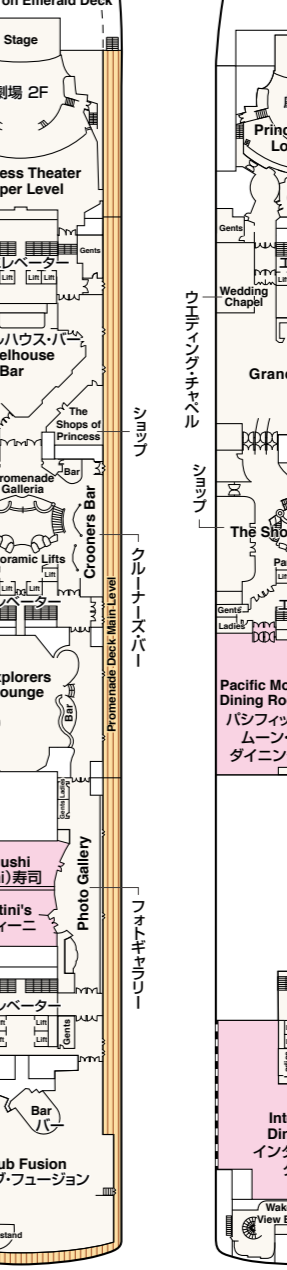 on Emerald Deck
Stage
劇場 2F
ess Theater
per Level
Gents
レベーター
Lift
Lift
Lift
ルハウス・バー
elhouse
Bar
The
Shops of
Princess
ショップ
romenade
Galleria
Bar
Crooners Bar
クルーナーズ・バー
oramic Lifts
Lift
Lift
Lift
レベーター
Promenade Deck Main Level
xplorers
ounge
Bar
Ladies
Gents
ushi
i)寿司
tini's
ィーニ
Photo Gallery
フォトギャラリー
レベーター
Lift
Lift
Gents
Bar
バー
ub Fusion
ブ・フュージョン
stand
Pring
Lo
Gents
Wedding
Chapel
ウエディング・チャペル
Gran
ショップ
The Sho
Pa
Gents
Ladies
エ
Pacific Mo
Dining Ro
パシフィッ
ムーン・
ダイニン
Int
Din
インタ
Wak
View B